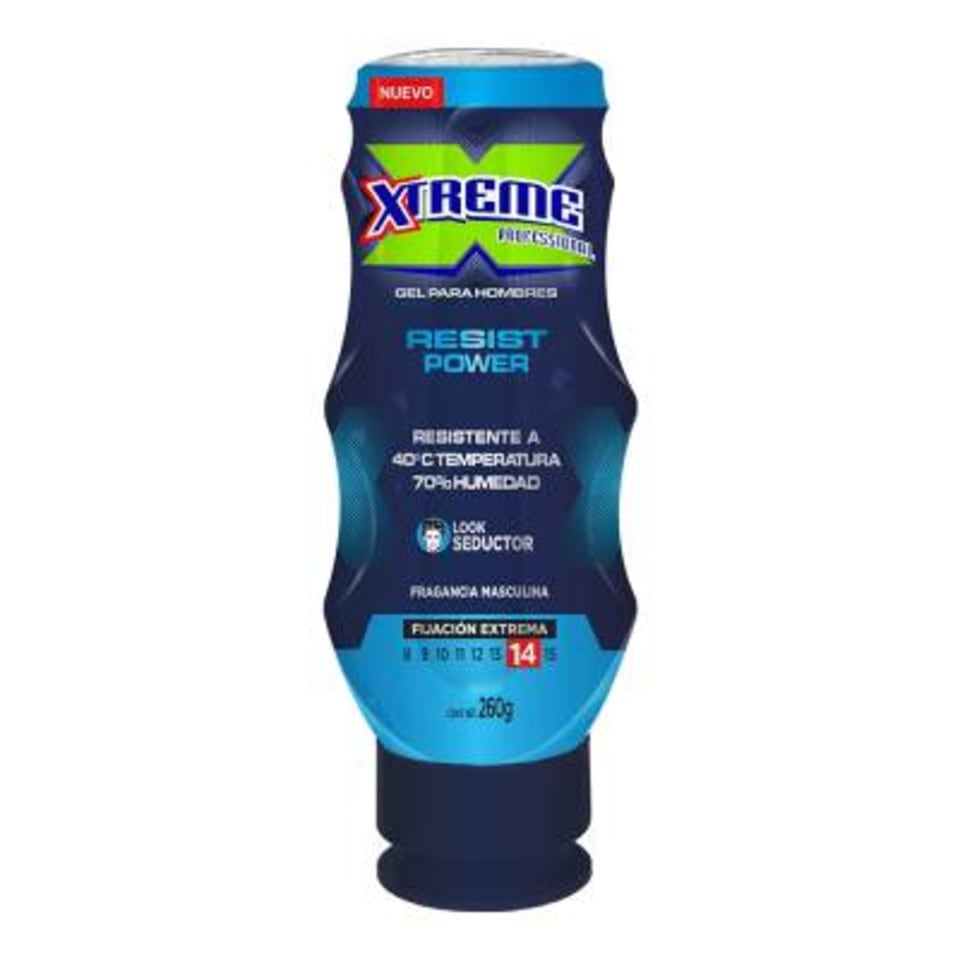 NUEVO
XTREME
PROFESSIONAL
GEL PARA HOMBRES
RESIST
POWER
RESISTENTE A
40°C TEMPERATURA
70% HUMEDAD
LOOK
SEDUCTOR
FRAGANCIA MASCULINA
FIJACIÓN EXTREMA
8 9 10 11 12 13 14 15
260g